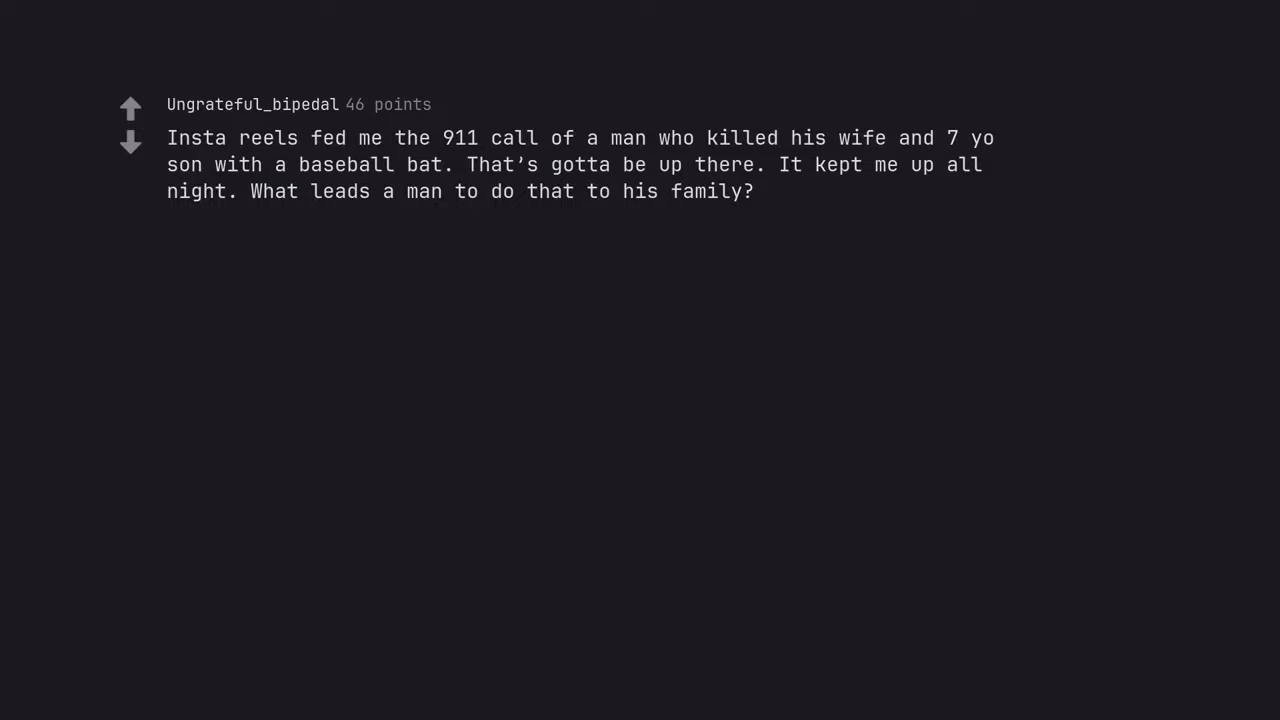 Ungrateful_bipedal 46 points
Insta reels fed me the 911 call of a man who killed his wife and 7 yo
son with a baseball bat. That’s gotta be up there. It kept me up all
night. What leads a man to do that to his family?